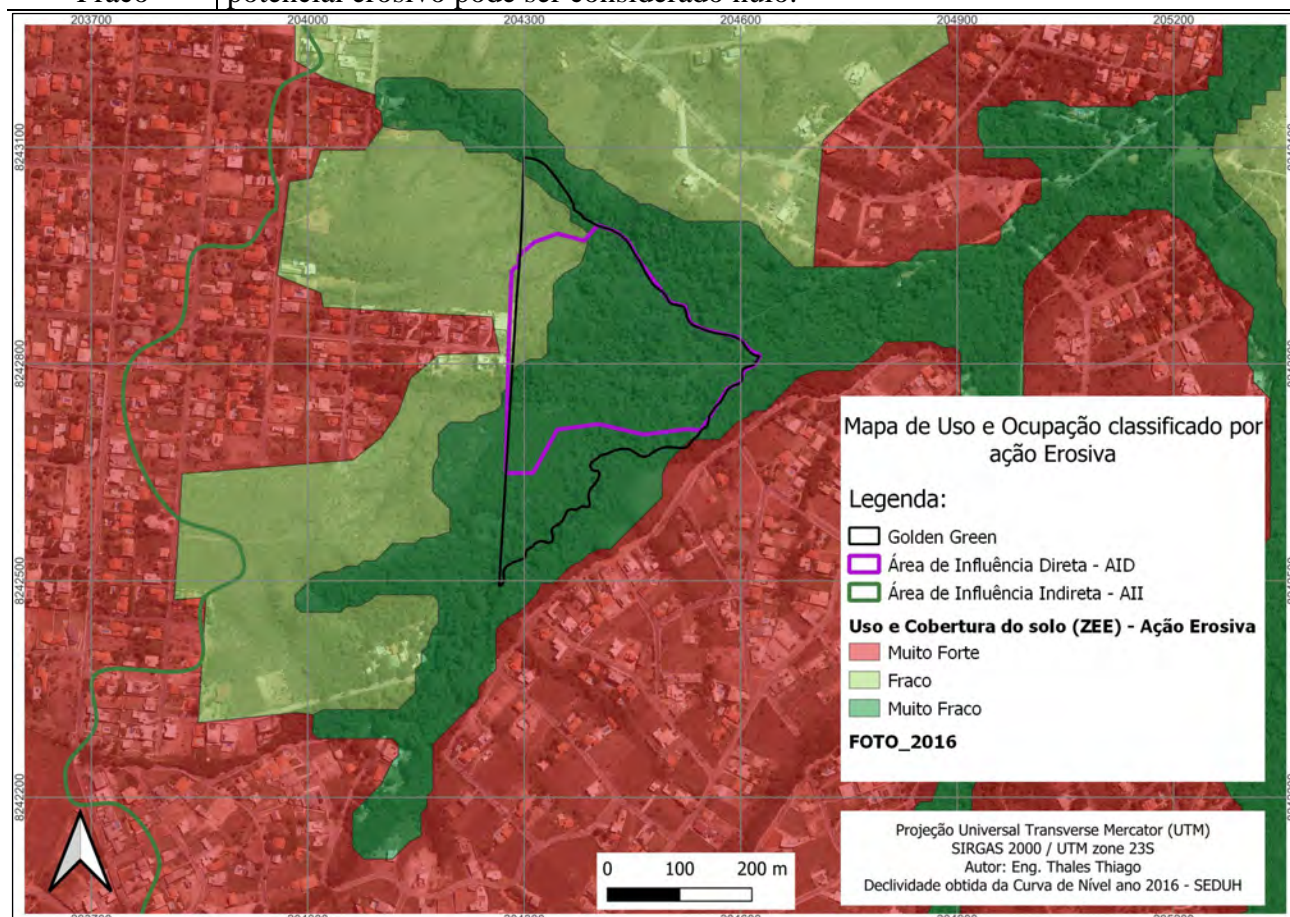 Fraco potencial erosivo pode ser considerado nulo.
203700 204000 204300 204600 204900 205200
8243100
8242800
8242500
8242200
Mapa de Uso e Ocupação classificado por
ação Erosiva
Legenda:
Golden Green
Área de Influência Direta - AID
Área de Influência Indireta - AII
Uso e Cobertura do solo (ZEE) - Ação Erosiva
Muito Forte
Fraco
Muito Fraco
FOTO_2016
Projeção Universal Transverse Mercator (UTM)
SIRGAS 2000 / UTM zone 23S
Autor: Eng. Thales Thiago
Declividade obtida da Curva de Nível ano 2016 - SEDUH
0 100 200 m